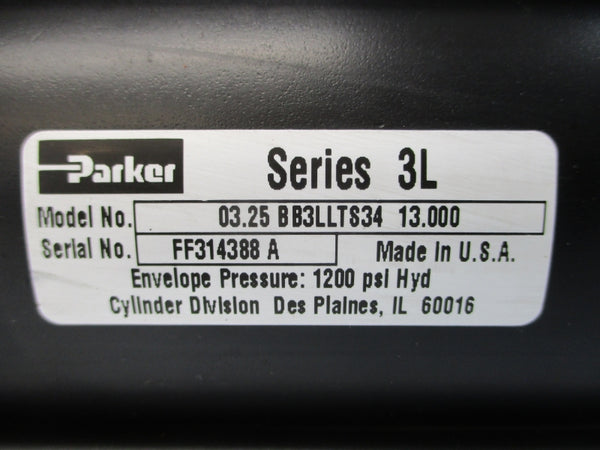 Parker Series 3L
Model No. 03.25 BB3LLTS34 13.000
Serial No. FF314388 A Made In U.S.A.
Envelope Pressure: 1200 psi Hyd
Cylinder Division Des Plaines, IL 60016